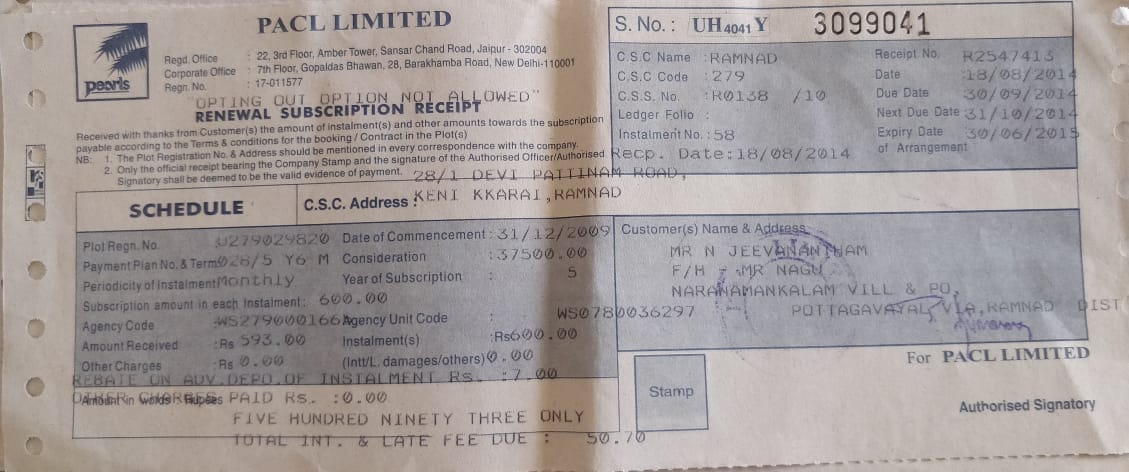 PACL LIMITED
pearls
Regd. Office : 22, 3rd Floor, Amber Tower, Sansar Chand Road, Jaipur - 302004
Corporate Office : 7th Floor, Gopaldas Bhawan, 28, Barakhamba Road, New Delhi-110001
Regn. No. : 17-011577
"OPTING OUT OPTION NOT ALLOWED"
RENEWAL SUBSCRIPTION RECEIPT
Received with thanks from Customer(s) the amount of instalment(s) and other amounts towards the subscription
payable according to the Terms & conditions for the booking / Contract in the Plot(s)
NB: 1. The Plot Registration No. & Address should be mentioned in every correspondence with the company.
2. Only the official receipt bearing the Company Stamp and the signature of the Authorised Officer/Authorised
Signatory shall be deemed to be the valid evidence of payment.
S. No.: UH4041Y 3099041
C.S.C Name : RAMNAD Receipt No. R2547413
C.S.C Code : 279 Date :18/08/2014
C.S.S. No. :R0138 /10 Due Date :30/09/2014
Ledger Folio : Next Due Date :31/10/2014
Instalment No. : 58 Expiry Date :30/06/2015
of Arrangement
Recp. Date:18/08/2014
SCHEDULE
C.S.C. Address : 28/1 DEVI PATTINAM ROAD,
KENI KKARAI,RAMNAD
Plot Regn. No. :U279029820 Date of Commencement :31/12/2009
Payment Plan No. & Term :028/5 Y6 M Consideration :37500.00
Periodicity of Instalment Monthly Year of Subscription : 5
Subscription amount in each Instalment : 600.00
Agency Code :WS279000166 Agency Unit Code : WS0780036297
Amount Received :Rs 593.00 Instalment(s) :Rs600.00
Other Charges :Rs 0.00 (Int/L. damages/others) 0.00
REBATE ON ADV.DEPO.OF INSTALMENT Rs. :7.00
OTHER CHARGES PAID Rs. :0.00
Amount in words : Rupees
FIVE HUNDRED NINETY THREE ONLY
TOTAL INT. & LATE FEE DUE : 50.70
Customer(s) Name & Address
MR N JEEVANANTHAM
F/H - MR NAGU
NARANAMANKALAM VILL & PO,
POTTAGAVAYAL VIA,RAMNAD DIST
For PACL LIMITED
Stamp
Authorised Signatory